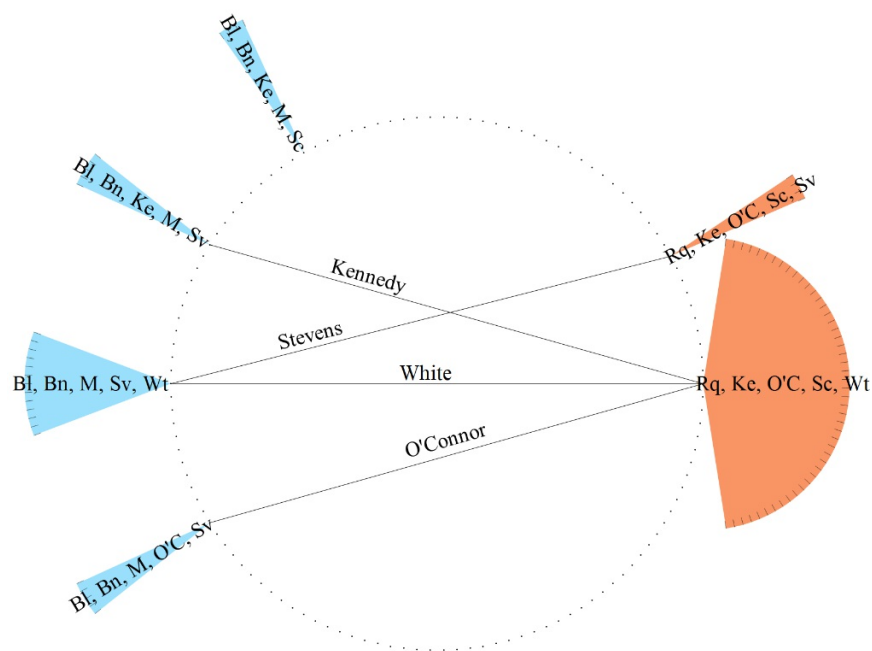 Bl, Bn, Ke, M, Sc
Bl, Bn, Ke, M, Sv
Rq, Ke, O'C, Sc, Sv
Kennedy
Stevens
White
Bl, Bn, M, Sv, Wt
Rq, Ke, O'C, Sc, Wt
O'Connor
Bl, Bn, M, O'C, Sv